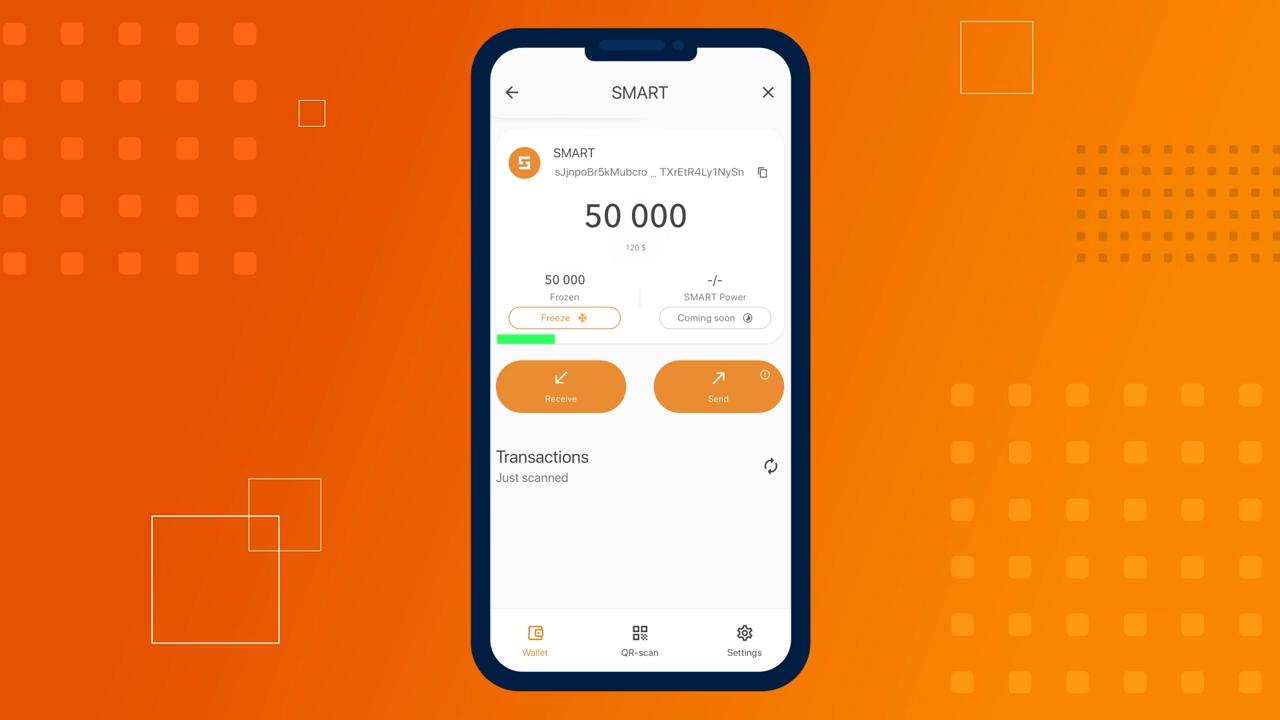 SMART
SMART
sJjnpoBr5kMubcro _ TXrEtR4Ly1NySn
50 000
120 $
50 000
Frozen
Freeze
-/-
SMART Power
Coming soon
Receive
Send
Transactions
Just scanned
Wallet
QR-scan
Settings